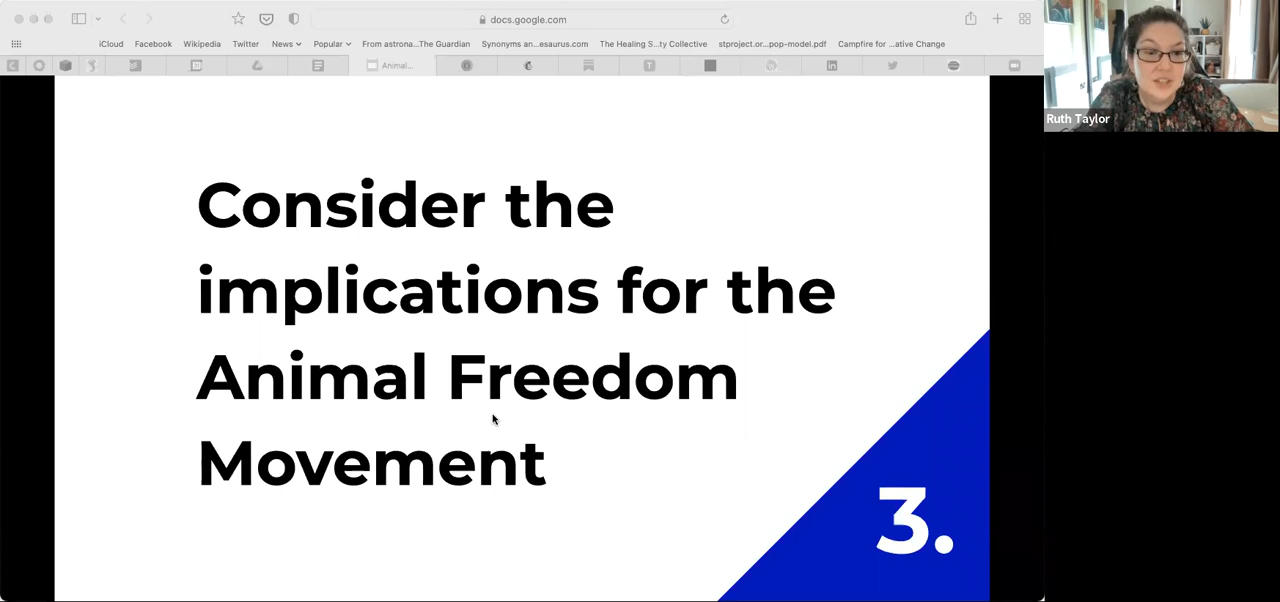 docs.google.com
iCloud Facebook Wikipedia Twitter News Popular From astrona...The Guardian Synonyms an...esaurus.com The Healing S...ty Collective stproject.or...pop-model.pdf Campfire for ...ative Change
Animal...
Ruth Taylor
Consider the
implications for the
Animal Freedom
Movement
3.